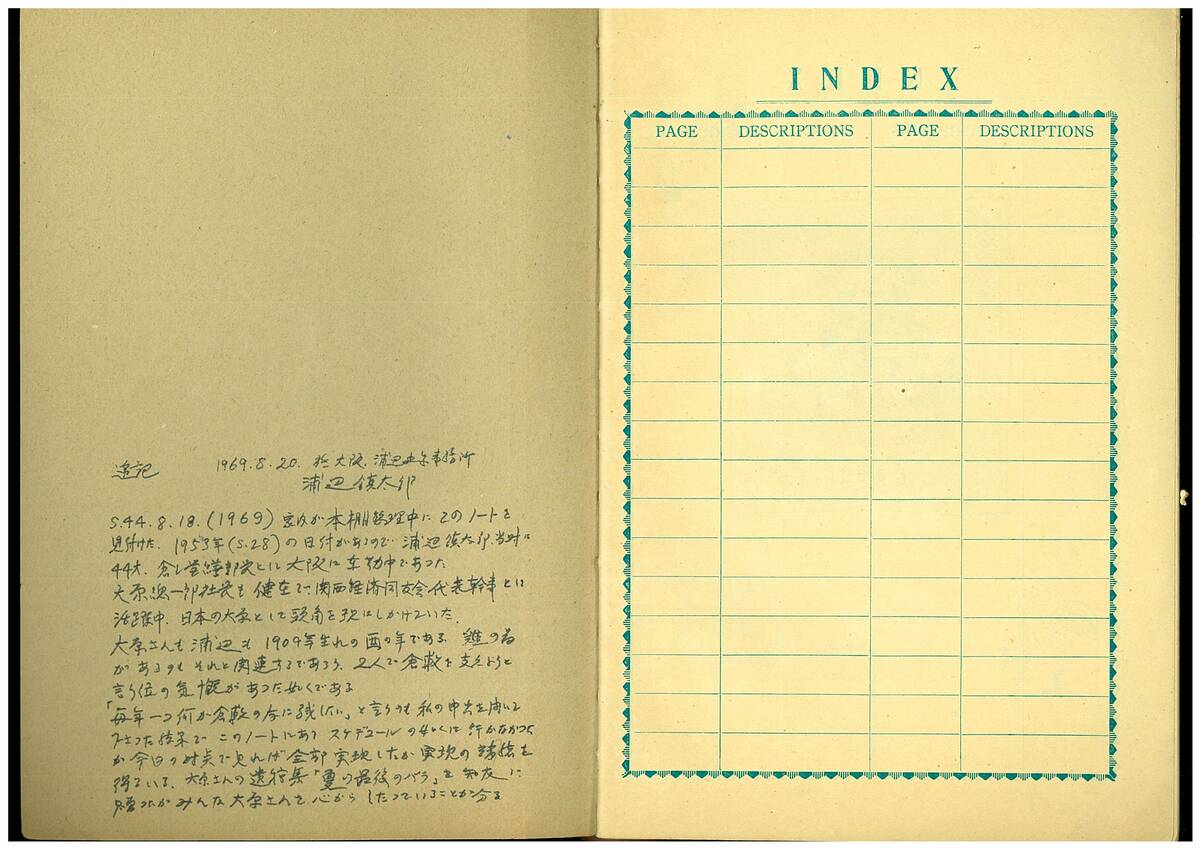 追記
1969.8.20. 於大阪、浦辺建築事務所
浦辺鎮太郎
S.44.8.18.(1969) が本棚整理中にこのノートを
見付けた. 1953年(S.28)の日付があるので 浦辺鎮太郎.当時は
44才. 倉レ営繕部長として大阪に在勤中であった
大原總一郎社長も健在で関西経済同友会代表幹事として
活躍中. 日本の大原として頭角を現はしかけていた.
大原さんも浦辺も1909年生れの酉の年である. 雞の
があるのもそれと関連するであろう. 2人で倉敷を支えようと
言う位の気概があった如くである
「毎年一つ何か倉敷の為に残したい」と言うのも私の申出を聞いて
下さった結果で このノートにある スケデュールの如くは行かなかった
が今日の時点で見れば全部実現したか実現の緒を
得ている. 大原さんの遺稿集「夏の最後のバラ」を知友に
贈ったがみんな大原さんを心からしたっていることが分る
INDEX
PAGE DESCRIPTIONS PAGE DESCRIPTIONS